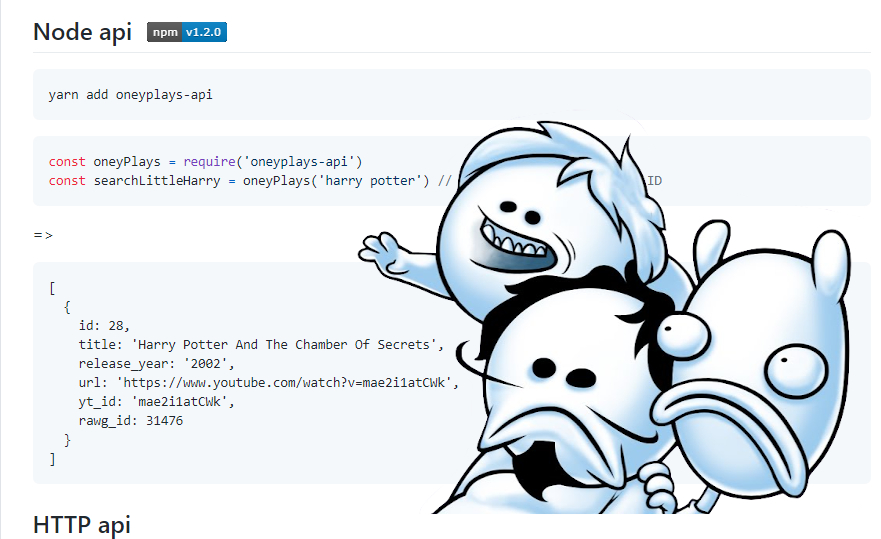 Node api npm v1.2.0
yarn add oneyplays-api
const oneyPlays = require('oneyplays-api')
const searchLittleHarry = oneyPlays('harry potter') // ID
=>
[
{
id: 28,
title: 'Harry Potter And The Chamber Of Secrets',
release_year: '2002',
url: 'https://www.youtube.com/watch?v=mae2i1atCWk',
yt_id: 'mae2i1atCWk',
rawg_id: 31476
}
]
HTTP api